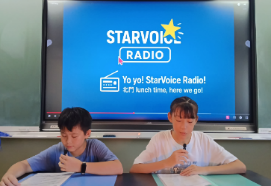 STARVOICE
RADIO
Yo yo! StarVoice Radio!
lunch time, here we go!